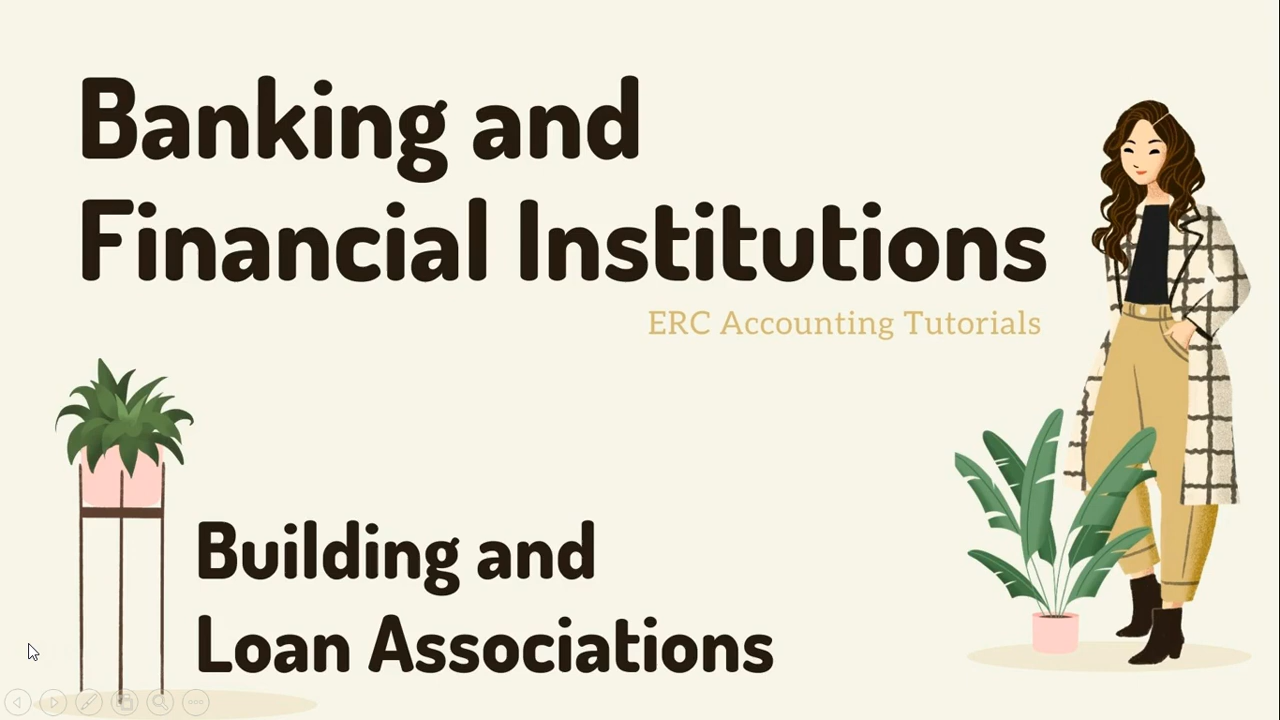 Banking and
Financial Institutions
ERC Accounting Tutorials
Building and
Loan Associations